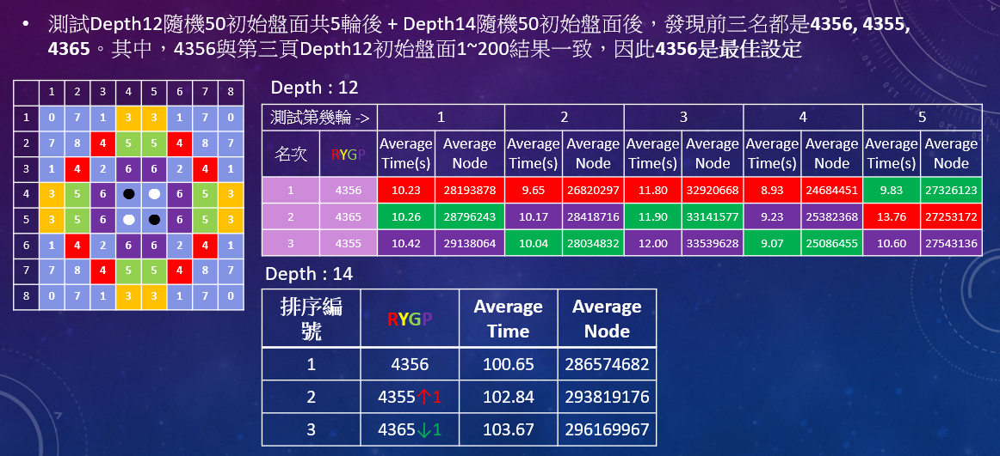 • 測試Depth12隨機50初始盤面共5輪後 + Depth14隨機50初始盤面後，發現前三名都是4356, 4355,
4365。其中，4356與第三頁Depth12初始盤面1~200結果一致，因此4356是最佳設定
1 2 3 4 5 6 7 8
1 0 7 1 3 3 1 7 0
2 7 8 4 5 5 4 8 7
3 1 4 2 6 6 2 4 1
4 3 5 6 6 5 3
5 3 5 6 6 5 3
6 1 4 2 6 6 2 4 1
7 7 8 4 5 5 4 8 7
8 0 7 1 3 3 1 7 0
Depth : 12
測試第幾輪 -> 1 2 3 4 5
名次 RYGP Average Time(s) Average Node Average Time(s) Average Node Average Time(s) Average Node Average Time(s) Average Node Average Time(s) Average Node
1 4356 10.23 28193878 9.65 26820297 11.80 32920668 8.93 24684451 9.83 27326123
2 4365 10.26 28796243 10.17 28418716 11.90 33141577 9.23 25382368 13.76 27253172
3 4355 10.42 29138064 10.04 28034832 12.00 33539628 9.07 25086455 10.60 27543136
Depth : 14
排序編號 RYGP Average Time Average Node
1 4356 100.65 286574682
2 4355↑1 102.84 293819176
3 4365↓1 103.67 296169967